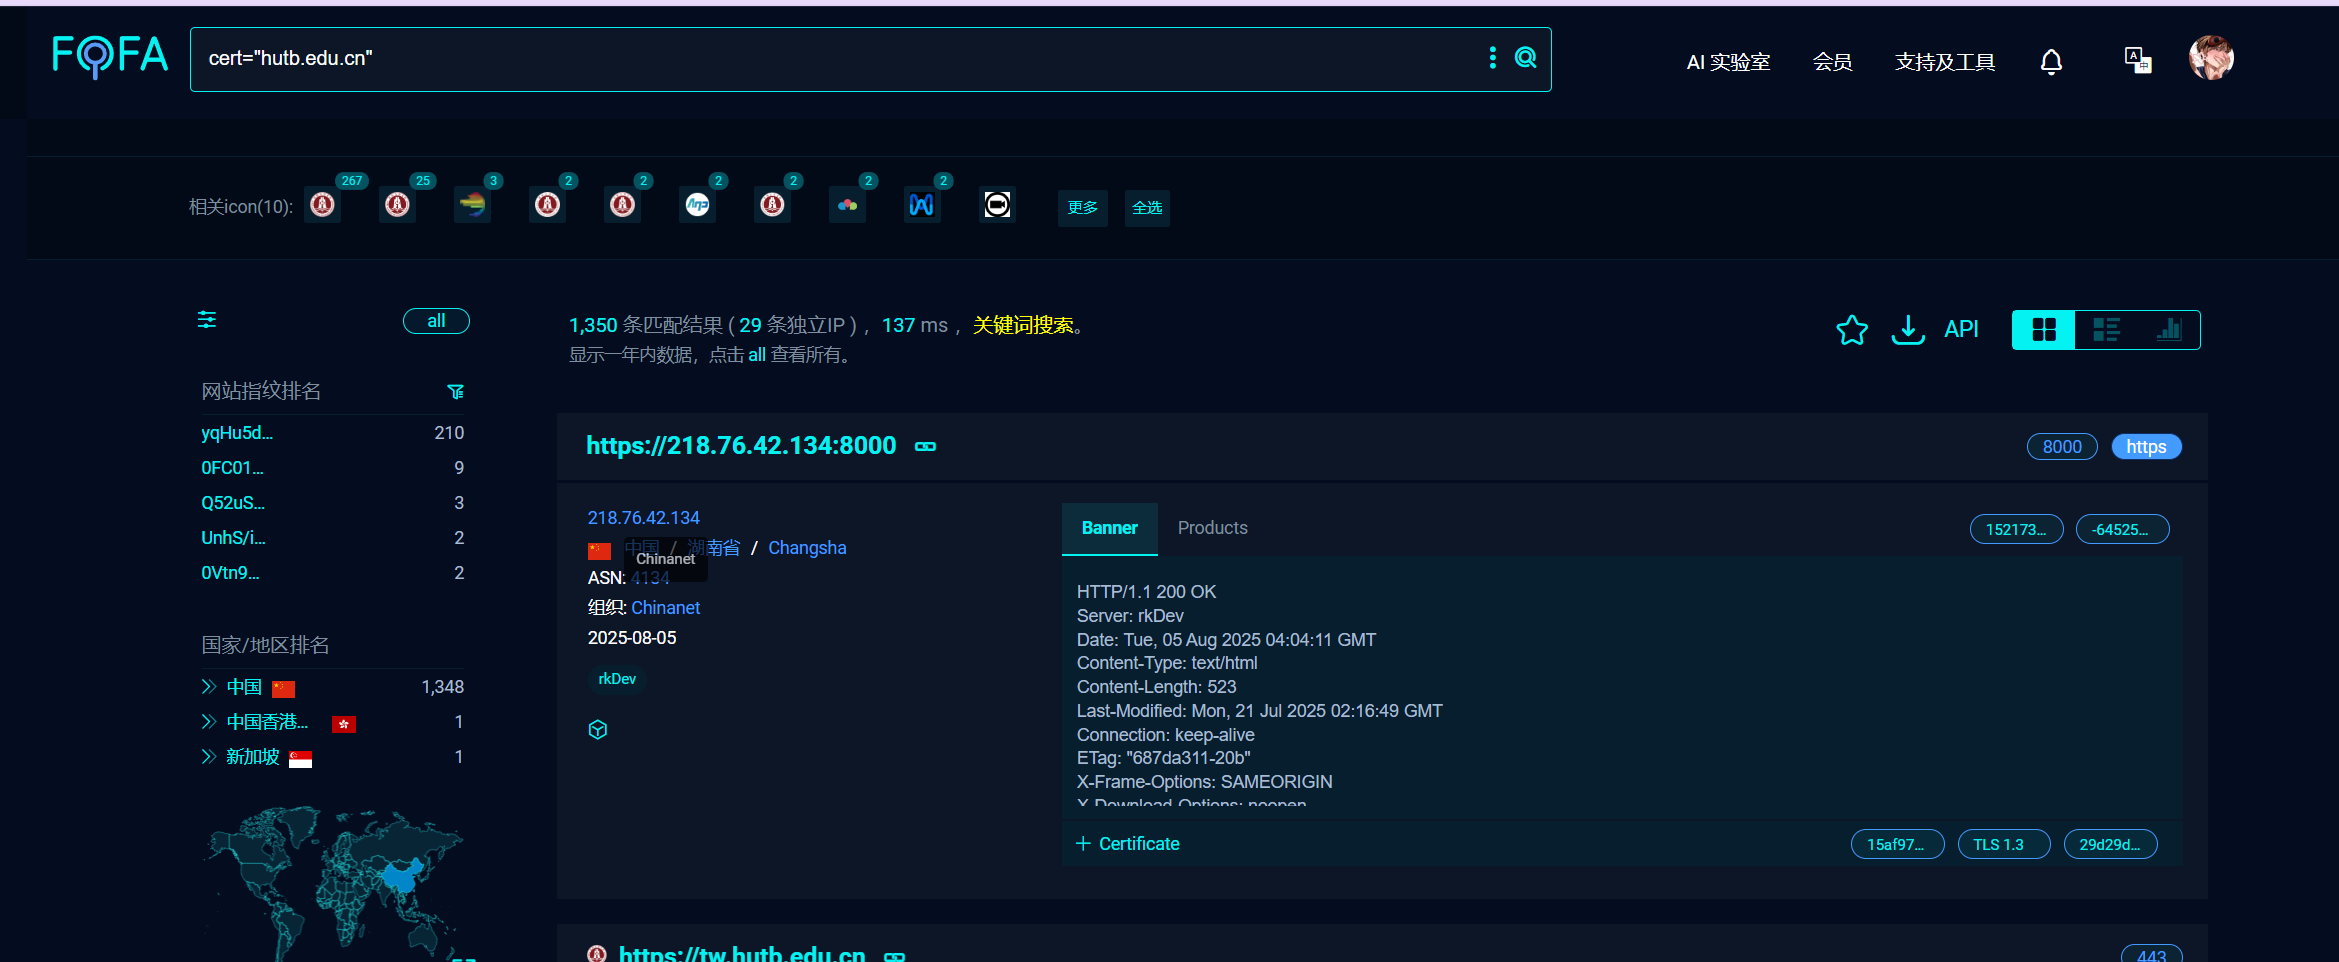 FOFA
cert="hutb.edu.cn"
AI 实验室
会员
支持及工具
A
中
相关icon(10):
267
25
3
2
2
2
2
2
2
更多
全选
all
1,350 条匹配结果 ( 29 条独立IP ) ，137 ms ，关键词搜索。
显示一年内数据，点击 all 查看所有。
API
网站指纹排名
yqHu5d... 210
0FC01... 9
Q52uS... 3
UnhS/i... 2
0Vtn9... 2
国家/地区排名
中国 1,348
中国香港... 1
新加坡 1
https://218.76.42.134:8000
8000
https
218.76.42.134
中国 / 湖南省 / Changsha
Chinanet
ASN: 4134
组织: Chinanet
2025-08-05
rkDev
Banner
Products
152173...
-64525...
HTTP/1.1 200 OK
Server: rkDev
Date: Tue, 05 Aug 2025 04:04:11 GMT
Content-Type: text/html
Content-Length: 523
Last-Modified: Mon, 21 Jul 2025 02:16:49 GMT
Connection: keep-alive
ETag: "687da311-20b"
X-Frame-Options: SAMEORIGIN
X-Download-Options: noopen
Certificate
15af97...
TLS 1.3
29d29d...
https://tw.hutb.edu.cn
443